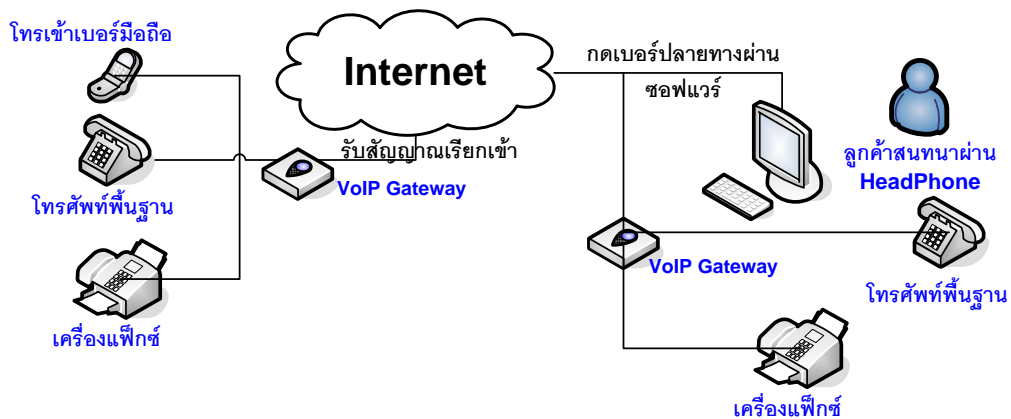 โทรเข้าเบอร์มือถือ
Internet
กดเบอร์ปลายทางผ่าน
ซอฟแวร์
รับสัญญาณเรียกเข้า
VoIP Gateway
ลูกค้าสนทนาผ่าน
HeadPhone
โทรศัพท์พื้นฐาน
VoIP Gateway
โทรศัพท์พื้นฐาน
เครื่องแฟ็กซ์
เครื่องแฟ็กซ์